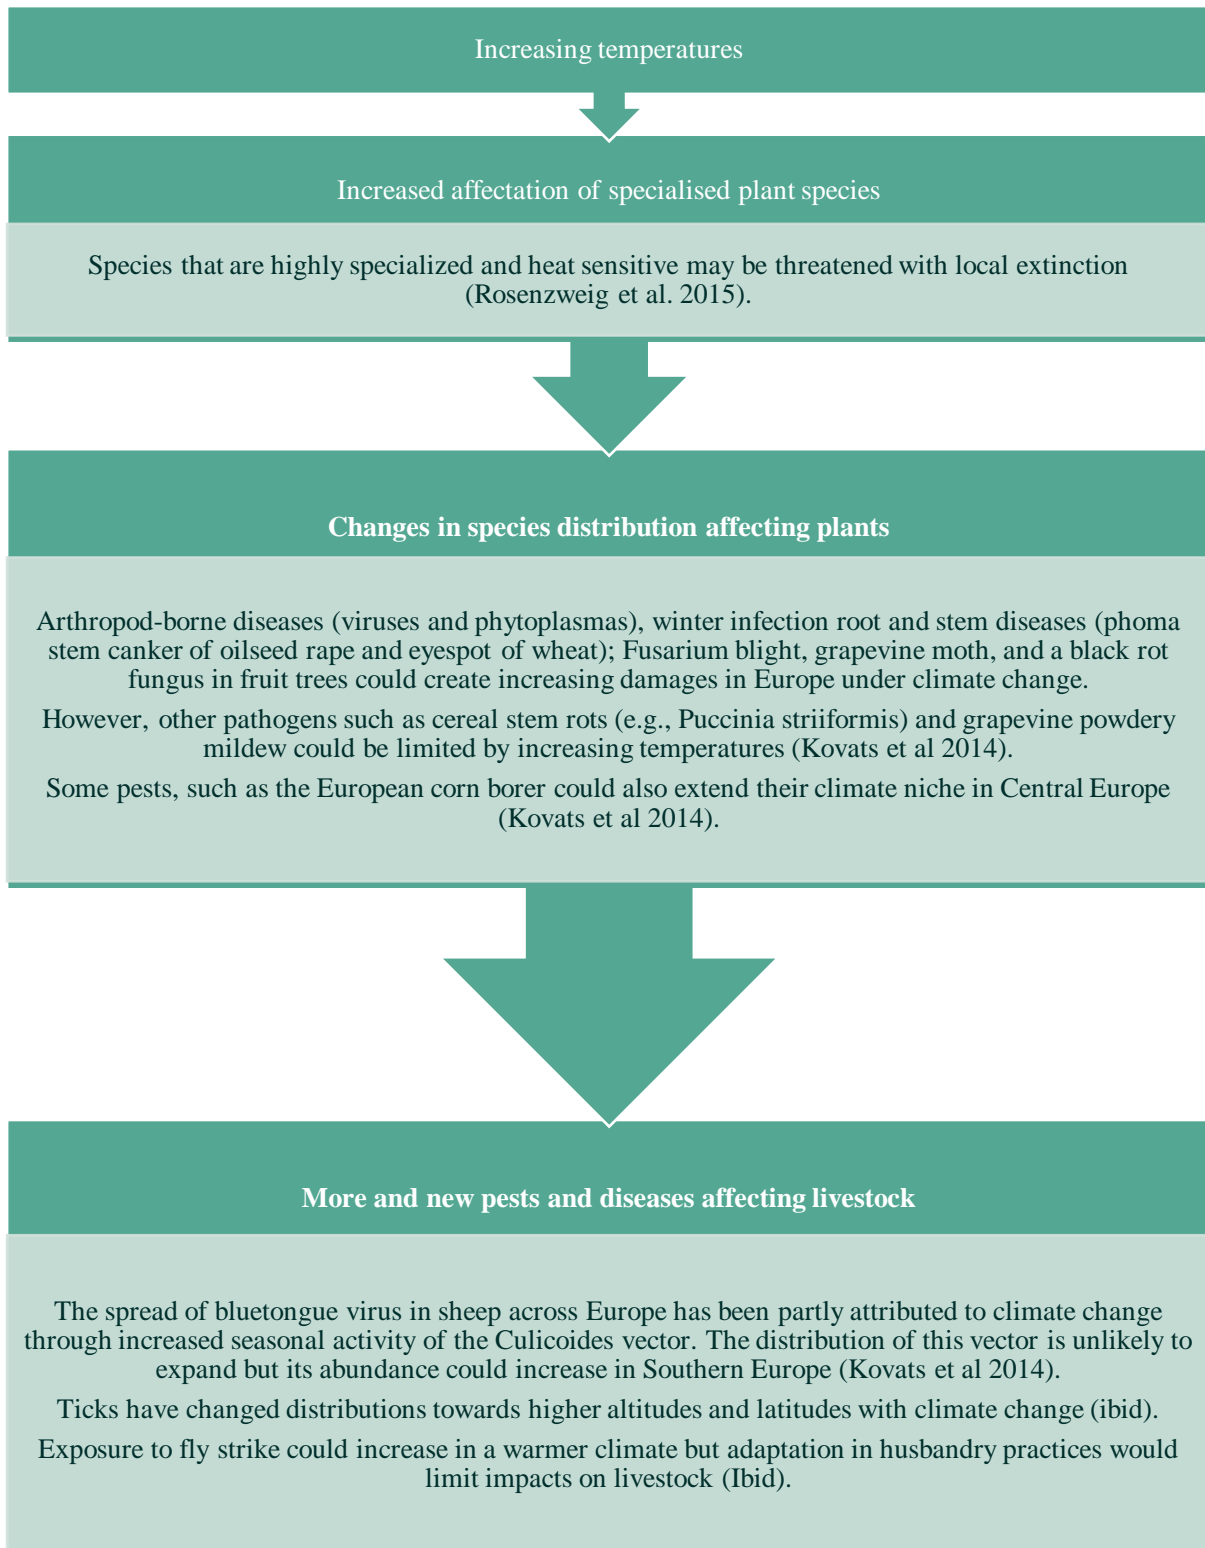 Increasing temperatures
Increased affectation of specialised plant species
Species that are highly specialized and heat sensitive may be threatened with local extinction
(Rosenzweig et al. 2015).
Changes in species distribution affecting plants
Arthropod-borne diseases (viruses and phytoplasmas), winter infection root and stem diseases (phoma
stem canker of oilseed rape and eyespot of wheat); Fusarium blight, grapevine moth, and a black rot
fungus in fruit trees could create increasing damages in Europe under climate change.
However, other pathogens such as cereal stem rots (e.g., Puccinia striiformis) and grapevine powdery
mildew could be limited by increasing temperatures (Kovats et al 2014).
Some pests, such as the European corn borer could also extend their climate niche in Central Europe
(Kovats et al 2014).
More and new pests and diseases affecting livestock
The spread of bluetongue virus in sheep across Europe has been partly attributed to climate change
through increased seasonal activity of the Culicoides vector. The distribution of this vector is unlikely to
expand but its abundance could increase in Southern Europe (Kovats et al 2014).
Ticks have changed distributions towards higher altitudes and latitudes with climate change (ibid).
Exposure to fly strike could increase in a warmer climate but adaptation in husbandry practices would
limit impacts on livestock (Ibid).